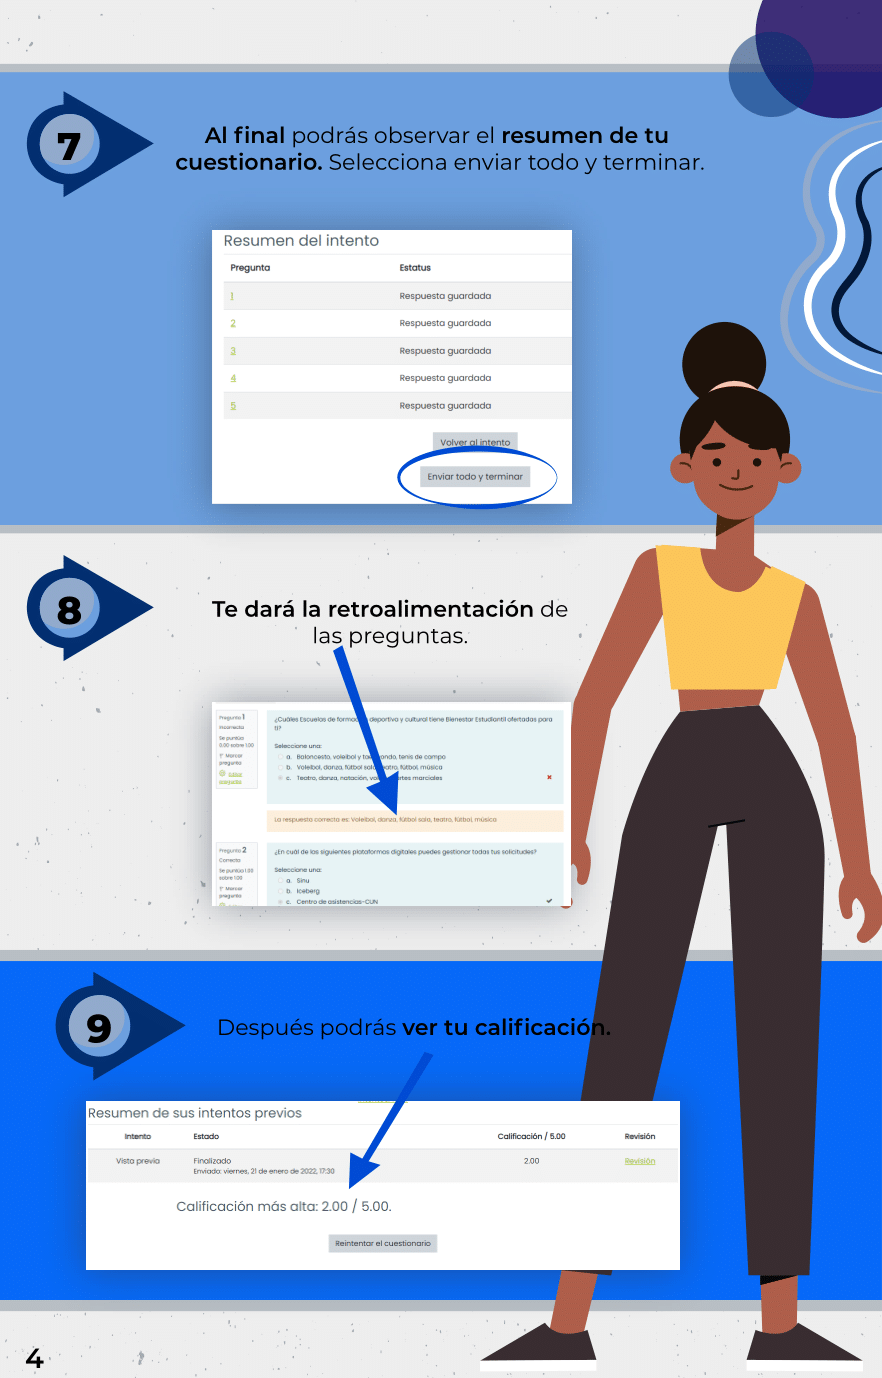 7
Al final podrás observar el resumen de tu
cuestionario. Selecciona enviar todo y terminar.
Resumen del intento
Pregunta Estatus
1 Respuesta guardada
2 Respuesta guardada
3 Respuesta guardada
4 Respuesta guardada
5 Respuesta guardada
Volver al intento
Enviar todo y terminar
8
Te dará la retroalimentación de
las preguntas.
Pregunta 1
Incorrecta
Se puntúa
0.00 sobre 1.00
Marcar
pregunta
Editar
pregunta
¿Cuáles Escuelas de formación deportiva y cultural tiene Bienestar Estudiantil ofertadas para
ti?
Seleccione una:
a. Baloncesto, voleibol y taekwondo, tenis de campo
b. Voleibol, danza, fútbol sala, teatro, fútbol, música
c. Teatro, danza, natación, artes marciales
La respuesta correcta es: Voleibol, danza, fútbol sala, teatro, fútbol, música
Pregunta 2
Correcta
Se puntúa 1.00
sobre 1.00
Marcar
pregunta
¿En cuál de las siguientes plataformas digitales puedes gestionar todas tus solicitudes?
Seleccione una:
a. Sinu
b. Iceberg
c. Centro de asistencias-CUN
9
Después podrás ver tu calificación.
Resumen de sus intentos previos
Intento Estado Calificación / 5.00 Revisión
Vista previa Finalizado 2.00 Revisión
Enviado: viernes, 21 de enero de 2022, 17:30
Calificación más alta: 2.00 / 5.00.
Reintentar el cuestionario
4